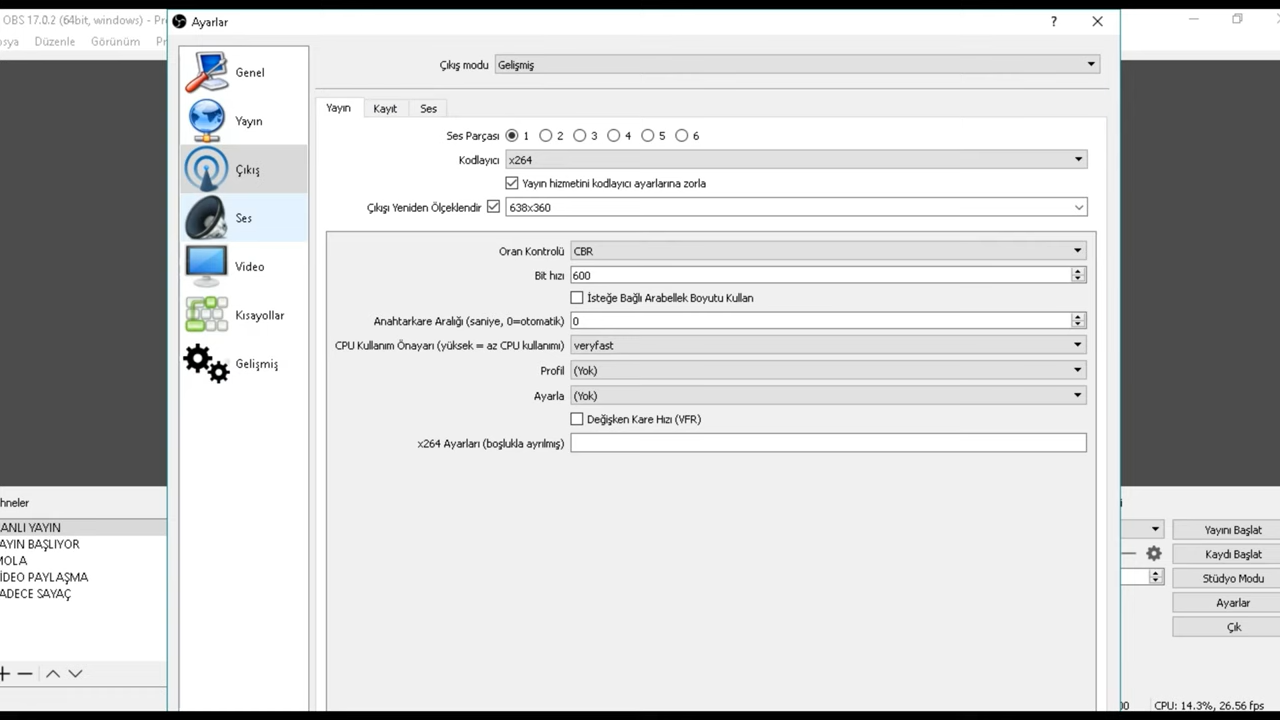 OBS 17.0.2 (64bit, windows) - Pr
Düzenle
Görünüm
Ayarlar
?
Genel
Yayın
Çıkış
Ses
Video
Kısayollar
Gelişmiş
Çıkış modu Gelişmiş
Yayın Kayıt Ses
Ses Parçası 1 2 3 4 5 6
Kodlayıcı x264
Yayın hizmetini kodlayıcı ayarlarına zorla
Çıkışı Yeniden Ölçeklendir 638x360
Oran Kontrolü CBR
Bit hızı 600
İsteğe Bağlı Arabellek Boyutu Kullan
Anahtarkare Aralığı (saniye, 0=otomatik) 0
CPU Kullanım Önayarı (yüksek = az CPU kullanımı) veryfast
Profil (Yok)
Ayarla (Yok)
Değişken Kare Hızı (VFR)
x264 Ayarları (boşlukla ayrılmış)
hneler
ANLI YAYIN
AYIN BAŞLIYOR
MOLA
İDEO PAYLAŞMA
ADECE SAYAÇ
Yayını Başlat
Kaydı Başlat
Stüdyo Modu
Ayarlar
Çık
CPU: 14.3%, 26.56 fps